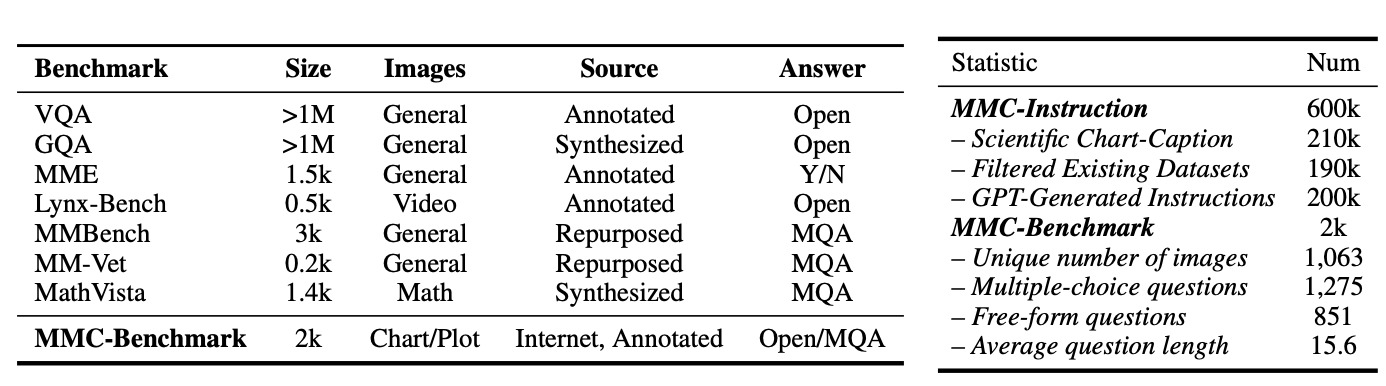 Benchmark Size Images Source Answer
VQA >1M General Annotated Open
GQA >1M General Synthesized Open
MME 1.5k General Annotated Y/N
Lynx-Bench 0.5k Video Annotated Open
MMBench 3k General Repurposed MQA
MM-Vet 0.2k General Repurposed MQA
MathVista 1.4k Math Synthesized MQA
MMC-Benchmark 2k Chart/Plot Internet, Annotated Open/MQA
Statistic Num
MMC-Instruction 600k
– Scientific Chart-Caption 210k
– Filtered Existing Datasets 190k
– GPT-Generated Instructions 200k
MMC-Benchmark 2k
– Unique number of images 1,063
– Multiple-choice questions 1,275
– Free-form questions 851
– Average question length 15.6